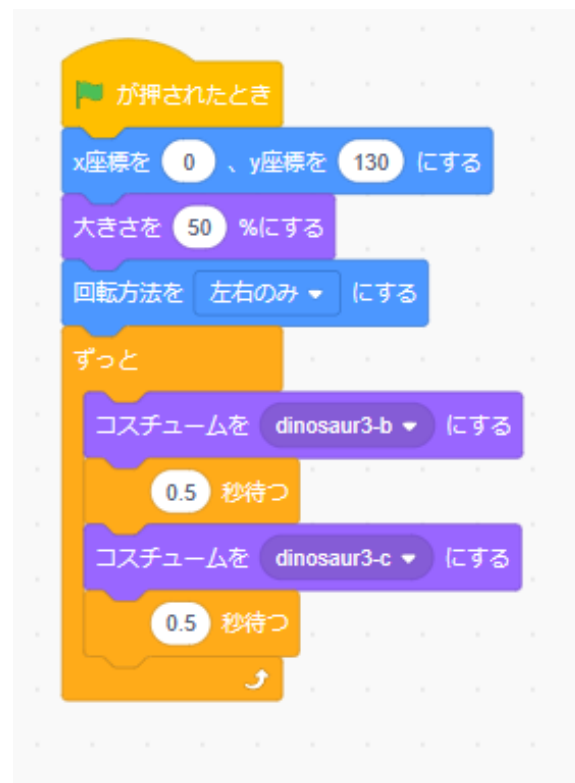 が押されたとき
x座標を 0 、y座標を 130 にする
大きさを 50 %にする
回転方法を 左右のみ にする
ずっと
コスチュームを dinosaur3-b にする
0.5 秒待つ
コスチュームを dinosaur3-c にする
0.5 秒待つ